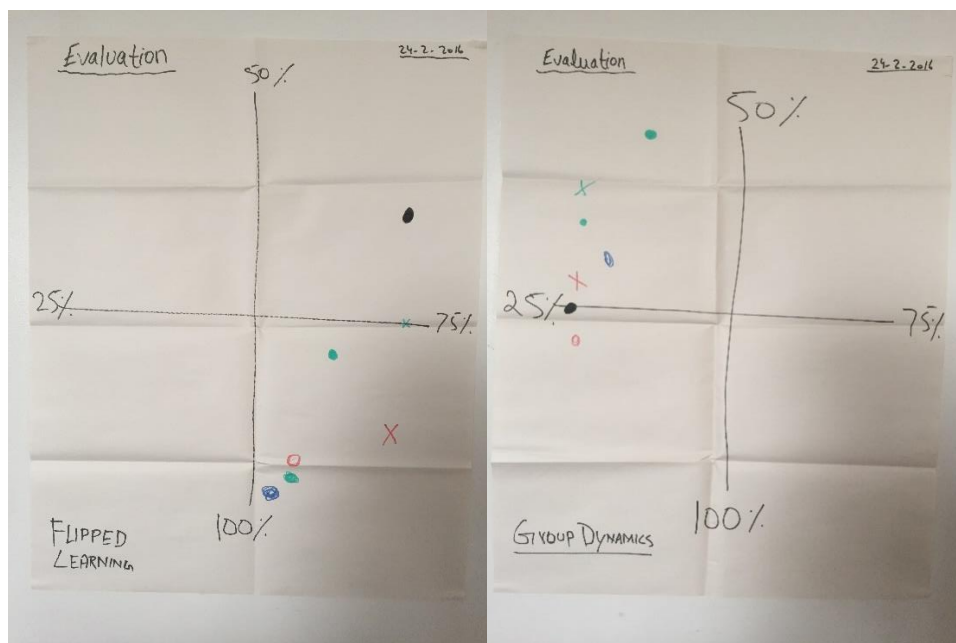 Evaluation
24-2-2016
50%
25%
75%
100%
FLIPPED
LEARNING
Evaluation
24-2-2016
50%
25%
75%
100%
GROUP DYNAMICS